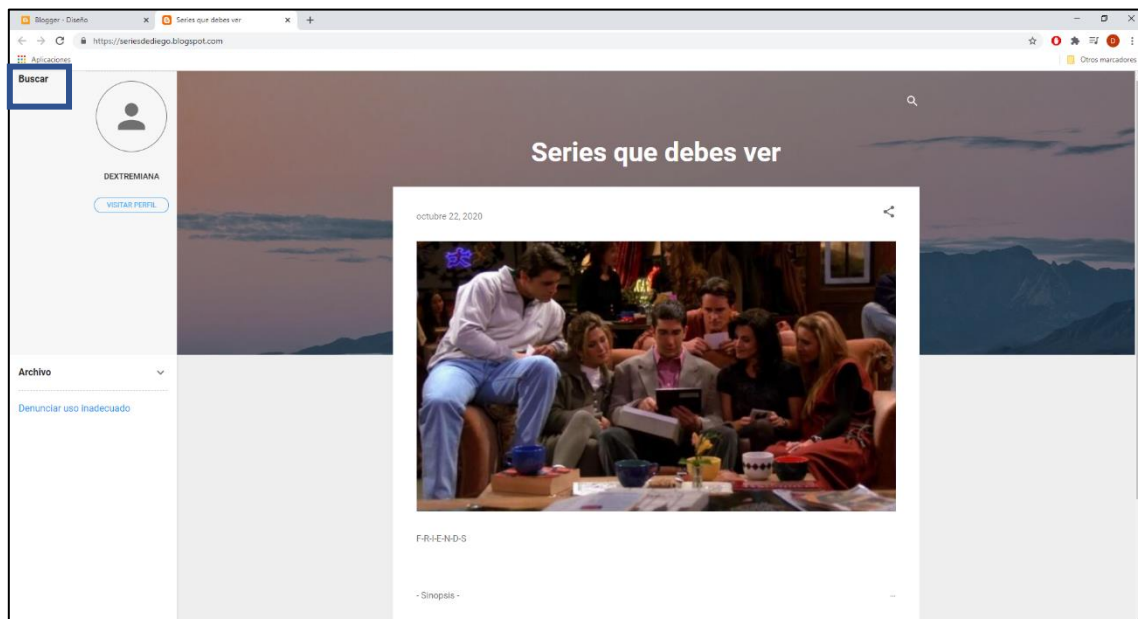 Blogger - Diseño
Series que debes ver
https://seriesdediego.blogspot.com
Aplicaciones
Otros marcadores
Buscar
DEXTREMIANA
VISITAR PERFIL
Archivo
Denunciar uso inadecuado
Series que debes ver
octubre 22, 2020
F-R-I-E-N-D-S
- Sinopsis - --